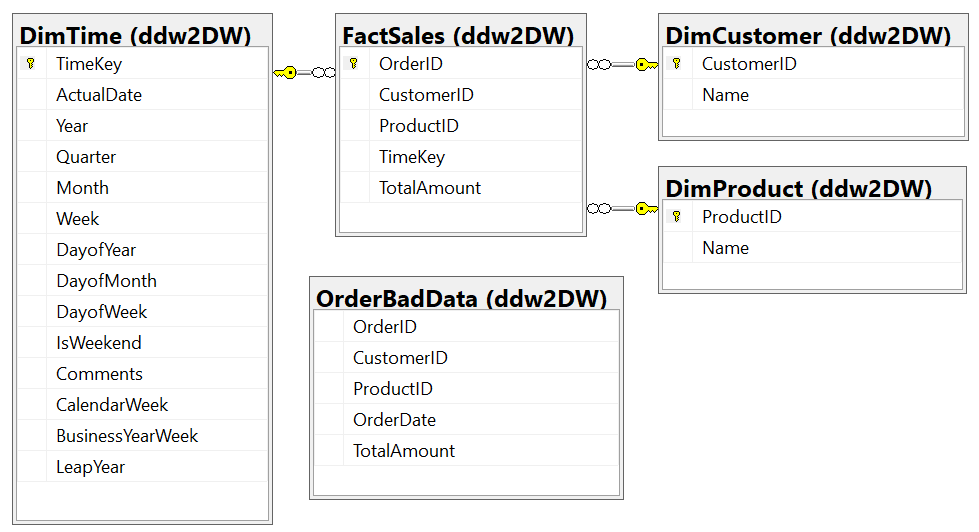 DimTime (ddw2DW)
TimeKey
ActualDate
Year
Quarter
Month
Week
DayofYear
DayofMonth
DayofWeek
IsWeekend
Comments
CalendarWeek
BusinessYearWeek
LeapYear
FactSales (ddw2DW)
OrderID
CustomerID
ProductID
TimeKey
TotalAmount
DimCustomer (ddw2DW)
CustomerID
Name
DimProduct (ddw2DW)
ProductID
Name
OrderBadData (ddw2DW)
OrderID
CustomerID
ProductID
OrderDate
TotalAmount